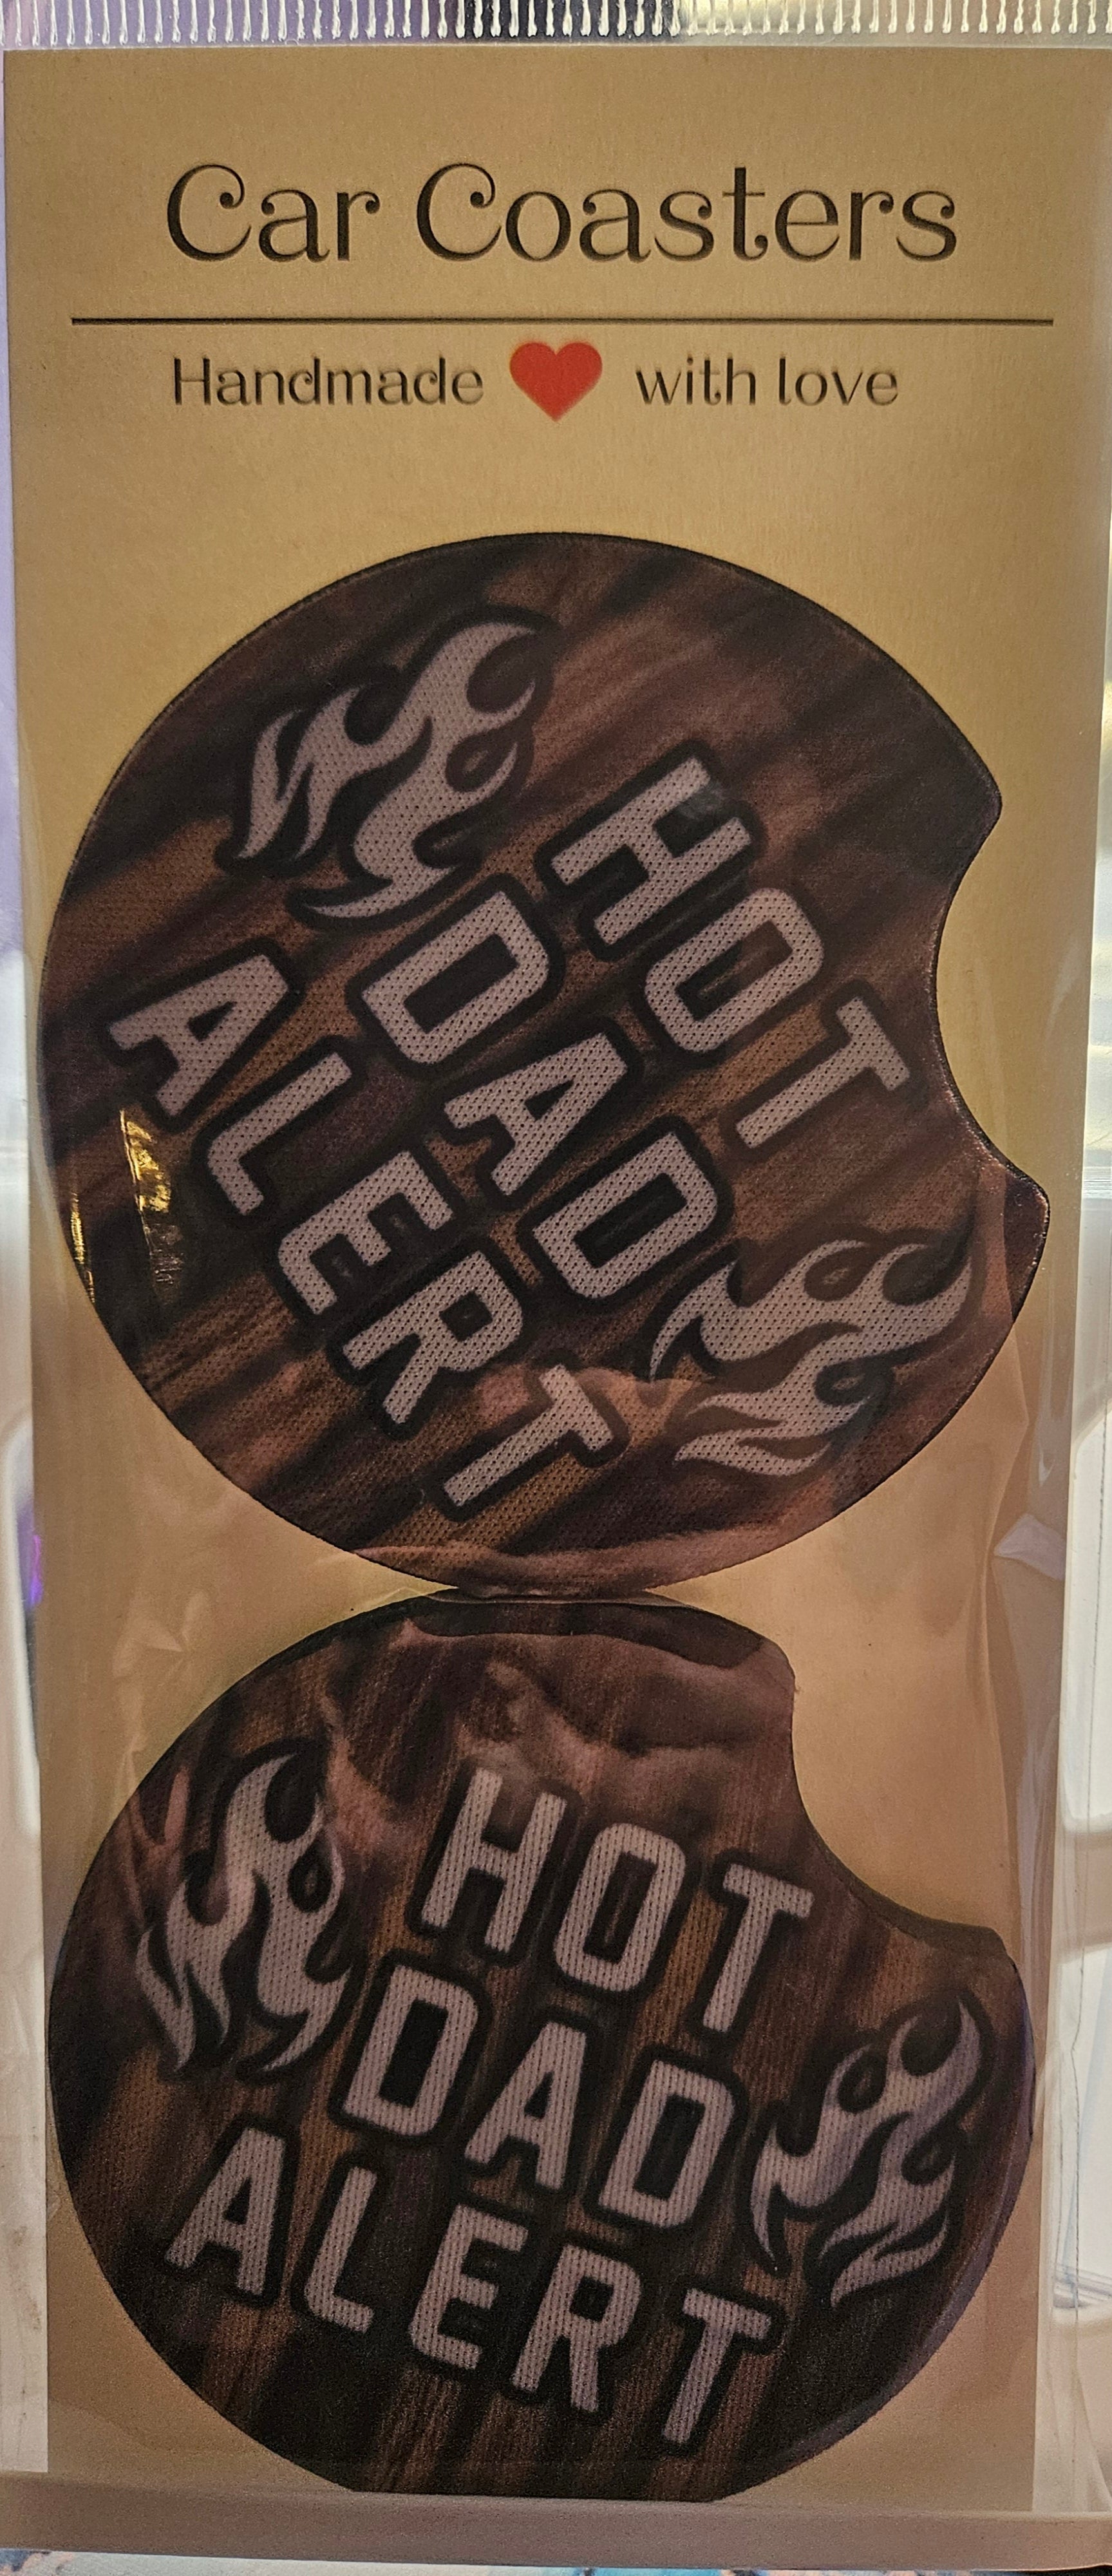 Car Coasters
Handmade ❤ with love
HOT
DAD
ALERT
HOT
DAD
ALERT